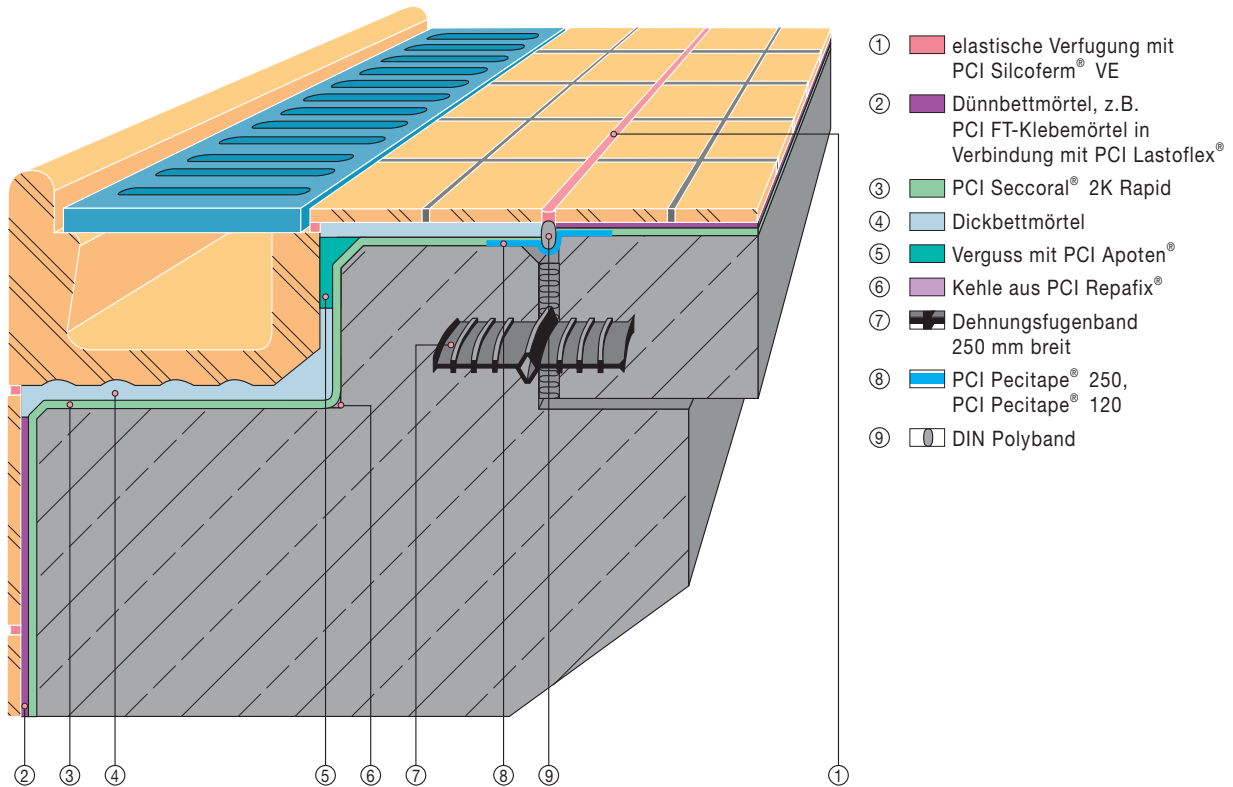 ① elastische Verfugung mit
PCI Silcoferm® VE
② Dünnbettmörtel, z.B.
PCI FT-Klebemörtel in
Verbindung mit PCI Lastoflex®
③ PCI Seccoral® 2K Rapid
④ Dickbettmörtel
⑤ Verguss mit PCI Apoten®
⑥ Kehle aus PCI Repafix®
⑦ Dehnungsfugenband
250 mm breit
⑧ PCI Pecitape® 250,
PCI Pecitape® 120
⑨ DIN Polyband
② ③ ④ ⑤ ⑥ ⑦ ⑧ ⑨ ①